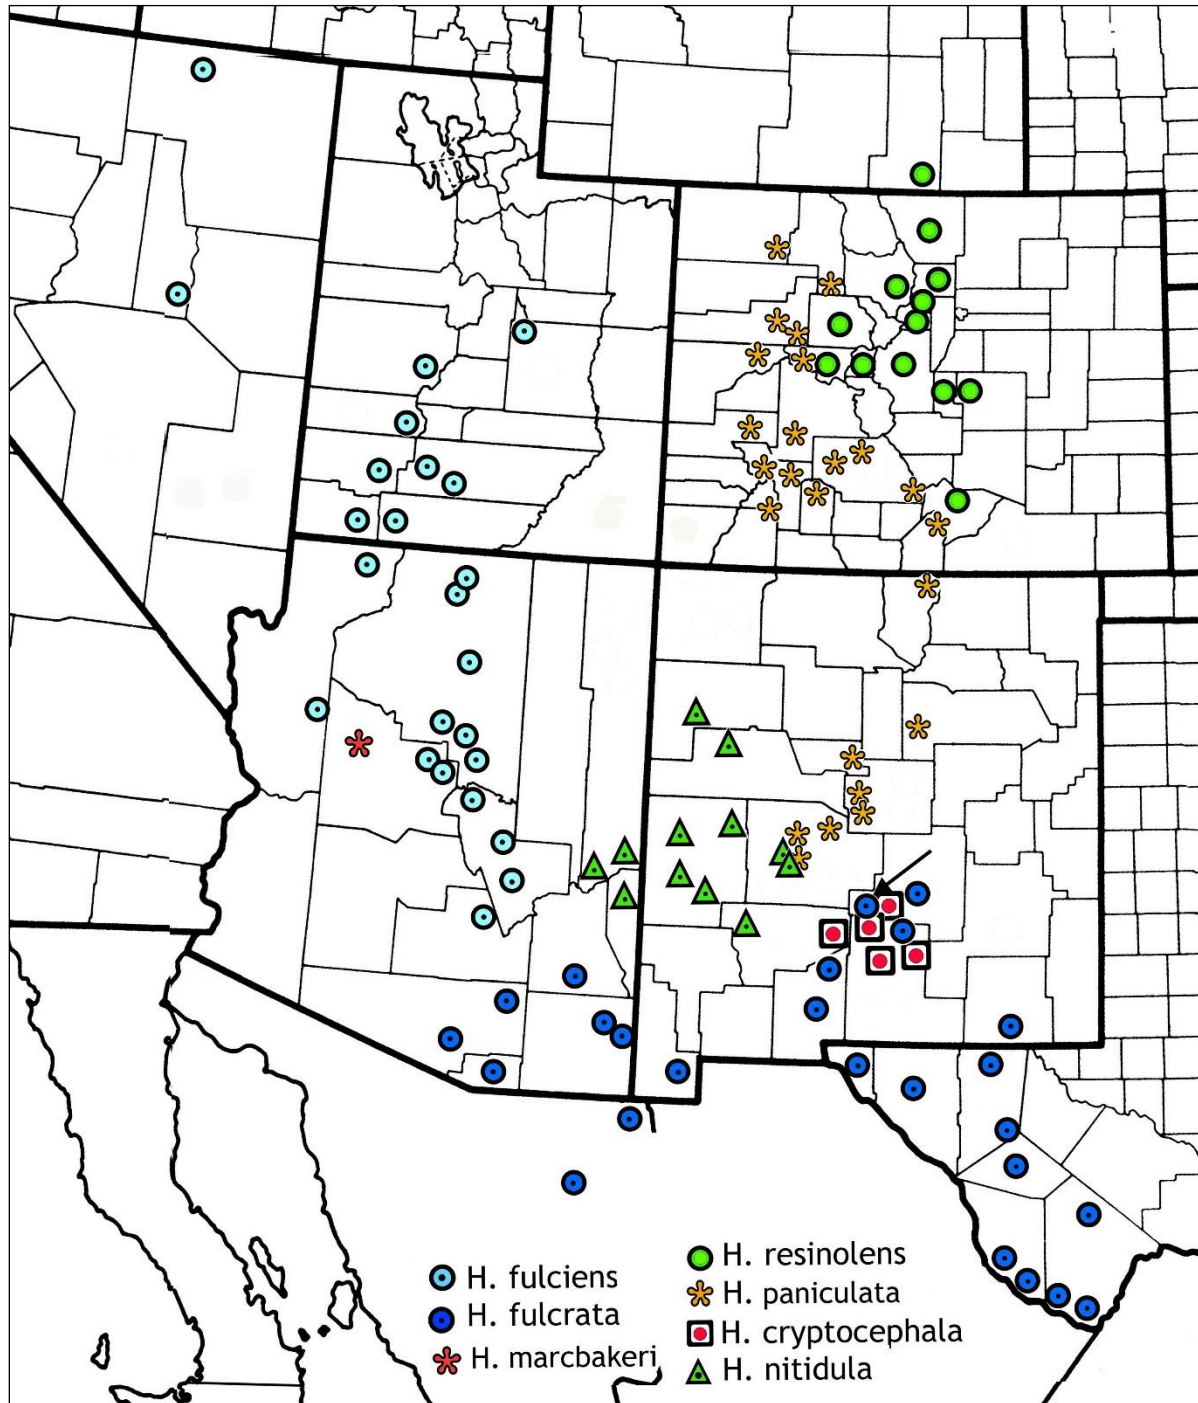 H. fulciens
H. fulcrata
H. marcbakeri
H. resinolens
H. paniculata
H. cryptocephala
H. nitidula